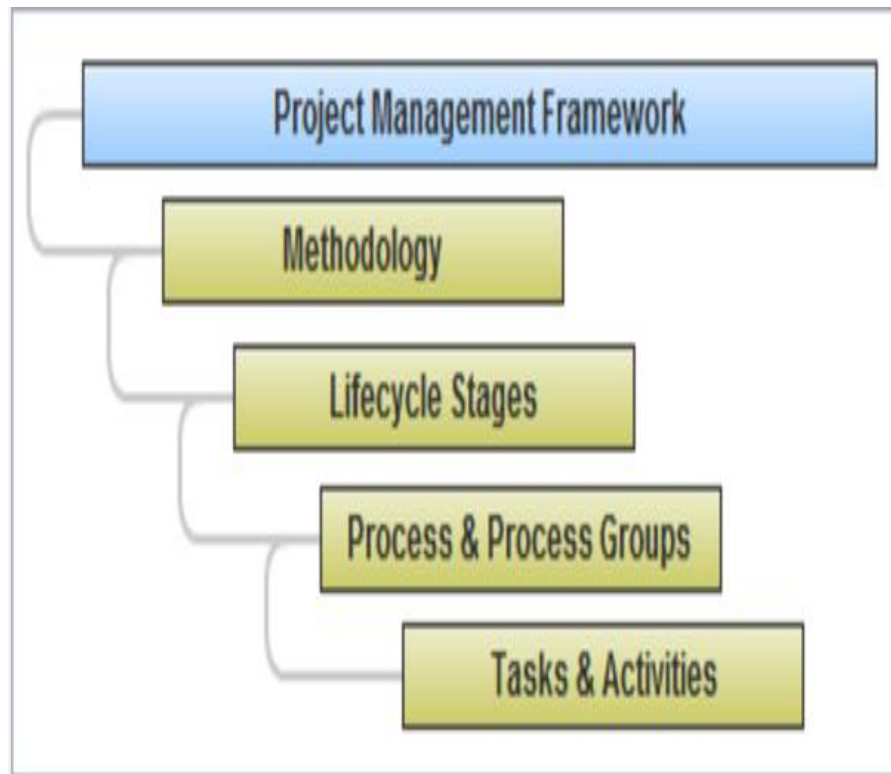 Project Management Framework
Methodology
Lifecycle Stages
Process & Process Groups
Tasks & Activities